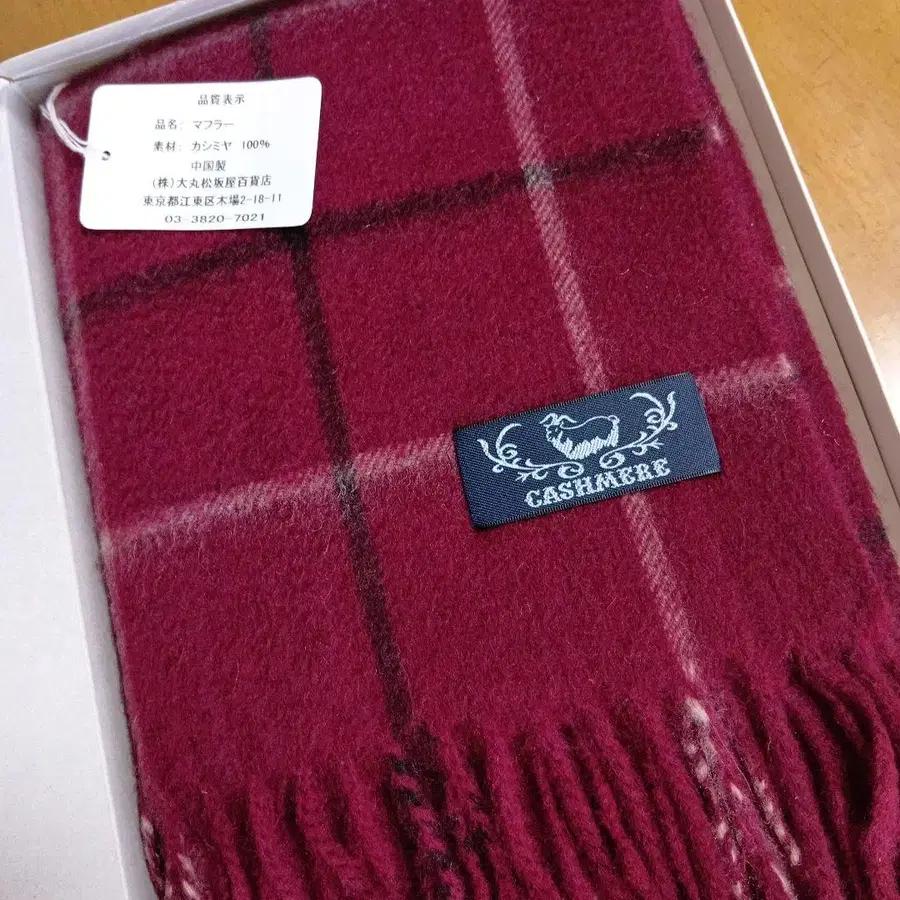 品質表示
品名: マフラー
素材: カシミヤ 100%
中国製
(株)大丸松坂屋百貨店
東京都江東区木場2-18-11
03-3820-7021
CASHMERE